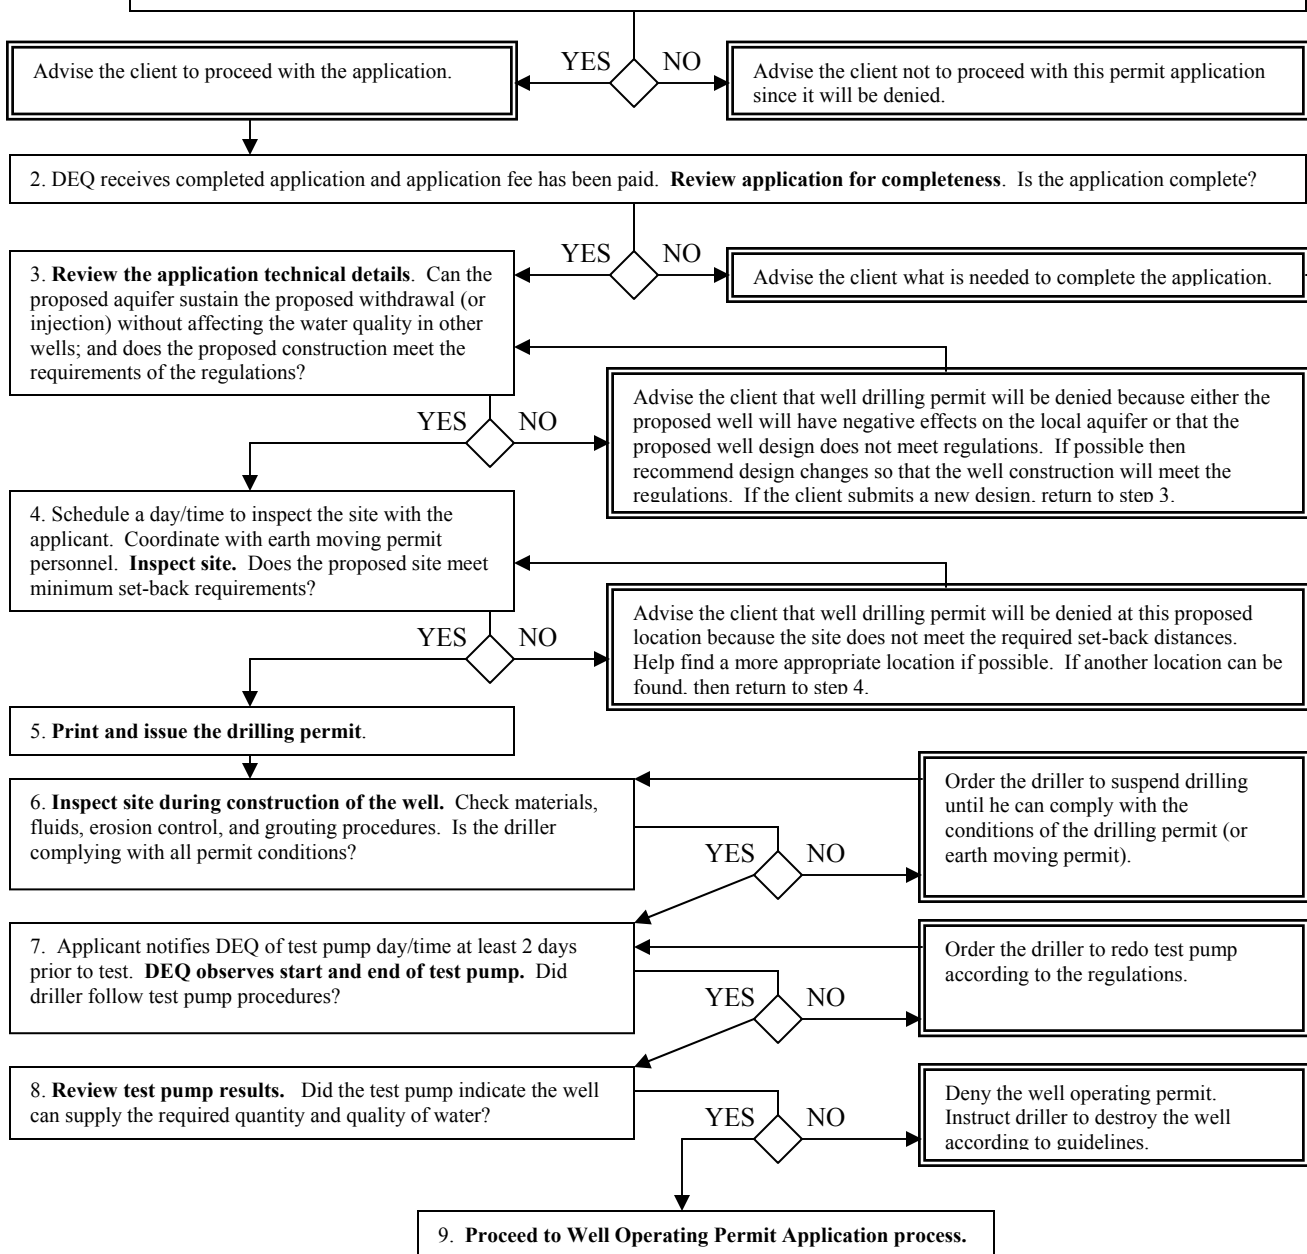 YES NO
Advise the client to proceed with the application.
Advise the client not to proceed with this permit application
since it will be denied.
2. DEQ receives completed application and application fee has been paid.  Review application for completeness.  Is the application complete?
YES NO
3. Review the application technical details.  Can the
proposed aquifer sustain the proposed withdrawal (or
injection) without affecting the water quality in other
wells; and does the proposed construction meet the
requirements of the regulations?
Advise the client what is needed to complete the application.
YES NO
Advise the client that well drilling permit will be denied because either the
proposed well will have negative effects on the local aquifer or that the
proposed well design does not meet regulations.  If possible then
recommend design changes so that the well construction will meet the
regulations.  If the client submits a new design, return to step 3.
4. Schedule a day/time to inspect the site with the
applicant.  Coordinate with earth moving permit
personnel.  Inspect site.  Does the proposed site meet
minimum set-back requirements?
YES NO
Advise the client that well drilling permit will be denied at this proposed
location because the site does not meet the required set-back distances.
Help find a more appropriate location if possible.  If another location can be
found, then return to step 4.
5. Print and issue the drilling permit.
6. Inspect site during construction of the well.  Check materials,
fluids, erosion control, and grouting procedures.  Is the driller
complying with all permit conditions?
YES NO
Order the driller to suspend drilling
until he can comply with the
conditions of the drilling permit (or
earth moving permit).
7.  Applicant notifies DEQ of test pump day/time at least 2 days
prior to test.  DEQ observes start and end of test pump.  Did
driller follow test pump procedures?
YES NO
Order the driller to redo test pump
according to the regulations.
8. Review test pump results.   Did the test pump indicate the well
can supply the required quantity and quality of water?
YES NO
Deny the well operating permit.
Instruct driller to destroy the well
according to guidelines.
9.  Proceed to Well Operating Permit Application process.